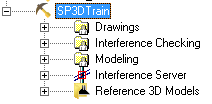 SP3DTrain
Drawings
Interference Checking
Modeling
Interference Server
Reference 3D Models